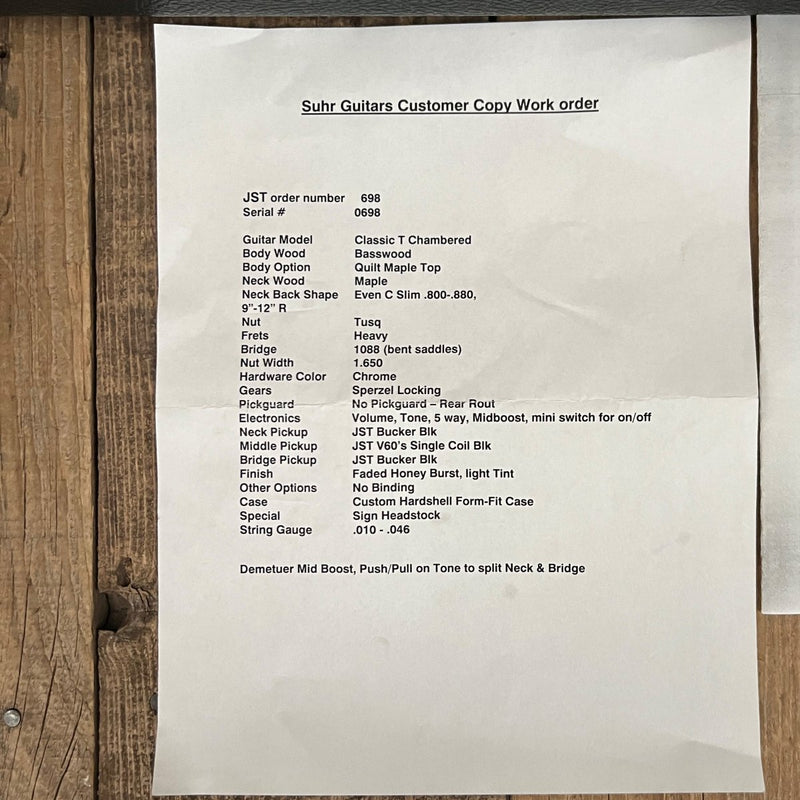 Suhr Guitars Customer Copy Work order
JST order number 698
Serial # 0698
Guitar Model Classic T Chambered
Body Wood Basswood
Body Option Quilt Maple Top
Neck Wood Maple
Neck Back Shape Even C Slim .800-.880,
9"-12" R
Nut Tusq
Frets Heavy
Bridge 1088 (bent saddles)
Nut Width 1.650
Hardware Color Chrome
Gears Sperzel Locking
Pickguard No Pickguard – Rear Rout
Electronics Volume, Tone, 5 way, Midboost, mini switch for on/off
Neck Pickup JST Bucker Blk
Middle Pickup JST V60's Single Coil Blk
Bridge Pickup JST Bucker Blk
Finish Faded Honey Burst, light Tint
Other Options No Binding
Case Custom Hardshell Form-Fit Case
Special Sign Headstock
String Gauge .010 - .046
Demetuer Mid Boost, Push/Pull on Tone to split Neck & Bridge